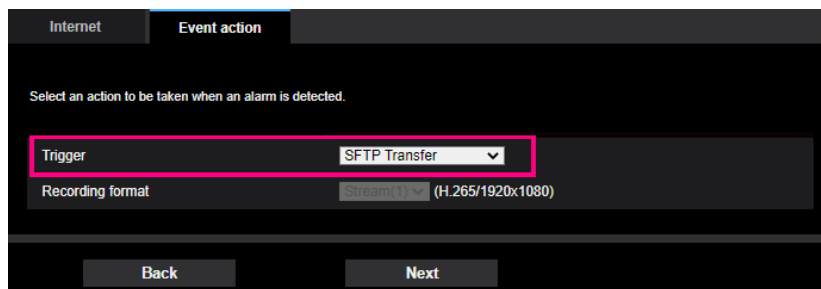 Internet Event action
Select an action to be taken when an alarm is detected.
Trigger SFTP Transfer
Recording format Stream(1) (H.265/1920x1080)
Back Next